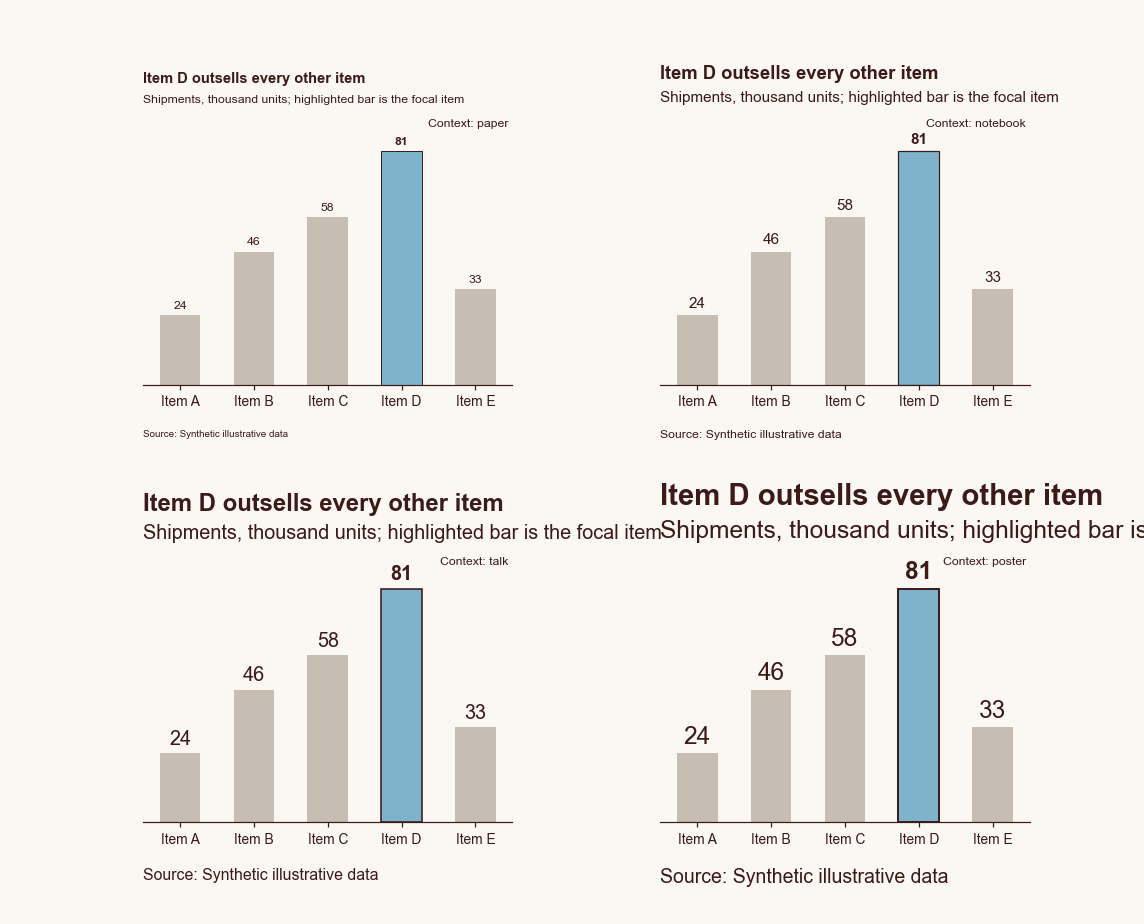 Item D outsells every other item
Shipments, thousand units; highlighted bar is the focal item
Context: paper
81
58
46
33
24
Item A Item B Item C Item D Item E
Source: Synthetic illustrative data
Item D outsells every other item
Shipments, thousand units; highlighted bar is the focal item
Context: notebook
81
58
46
33
24
Item A Item B Item C Item D Item E
Source: Synthetic illustrative data
Item D outsells every other item
Shipments, thousand units; highlighted bar is the focal item
Context: talk
81
58
46
33
24
Item A Item B Item C Item D Item E
Source: Synthetic illustrative data
Item D outsells every other item
Shipments, thousand units; highlighted bar is
Context: poster
81
58
46
33
24
Item A Item B Item C Item D Item E
Source: Synthetic illustrative data